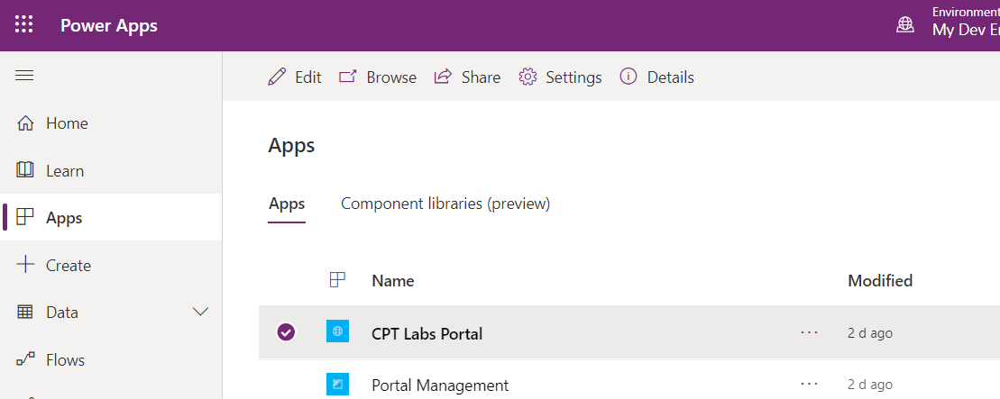 Power Apps
Environment
My Dev
Edit Browse Share Settings Details
Home
Learn
Apps
Create
Data
Flows
Apps
Apps Component libraries (preview)
Name Modified
CPT Labs Portal ... 2 d ago
Portal Management ... 2 d ago